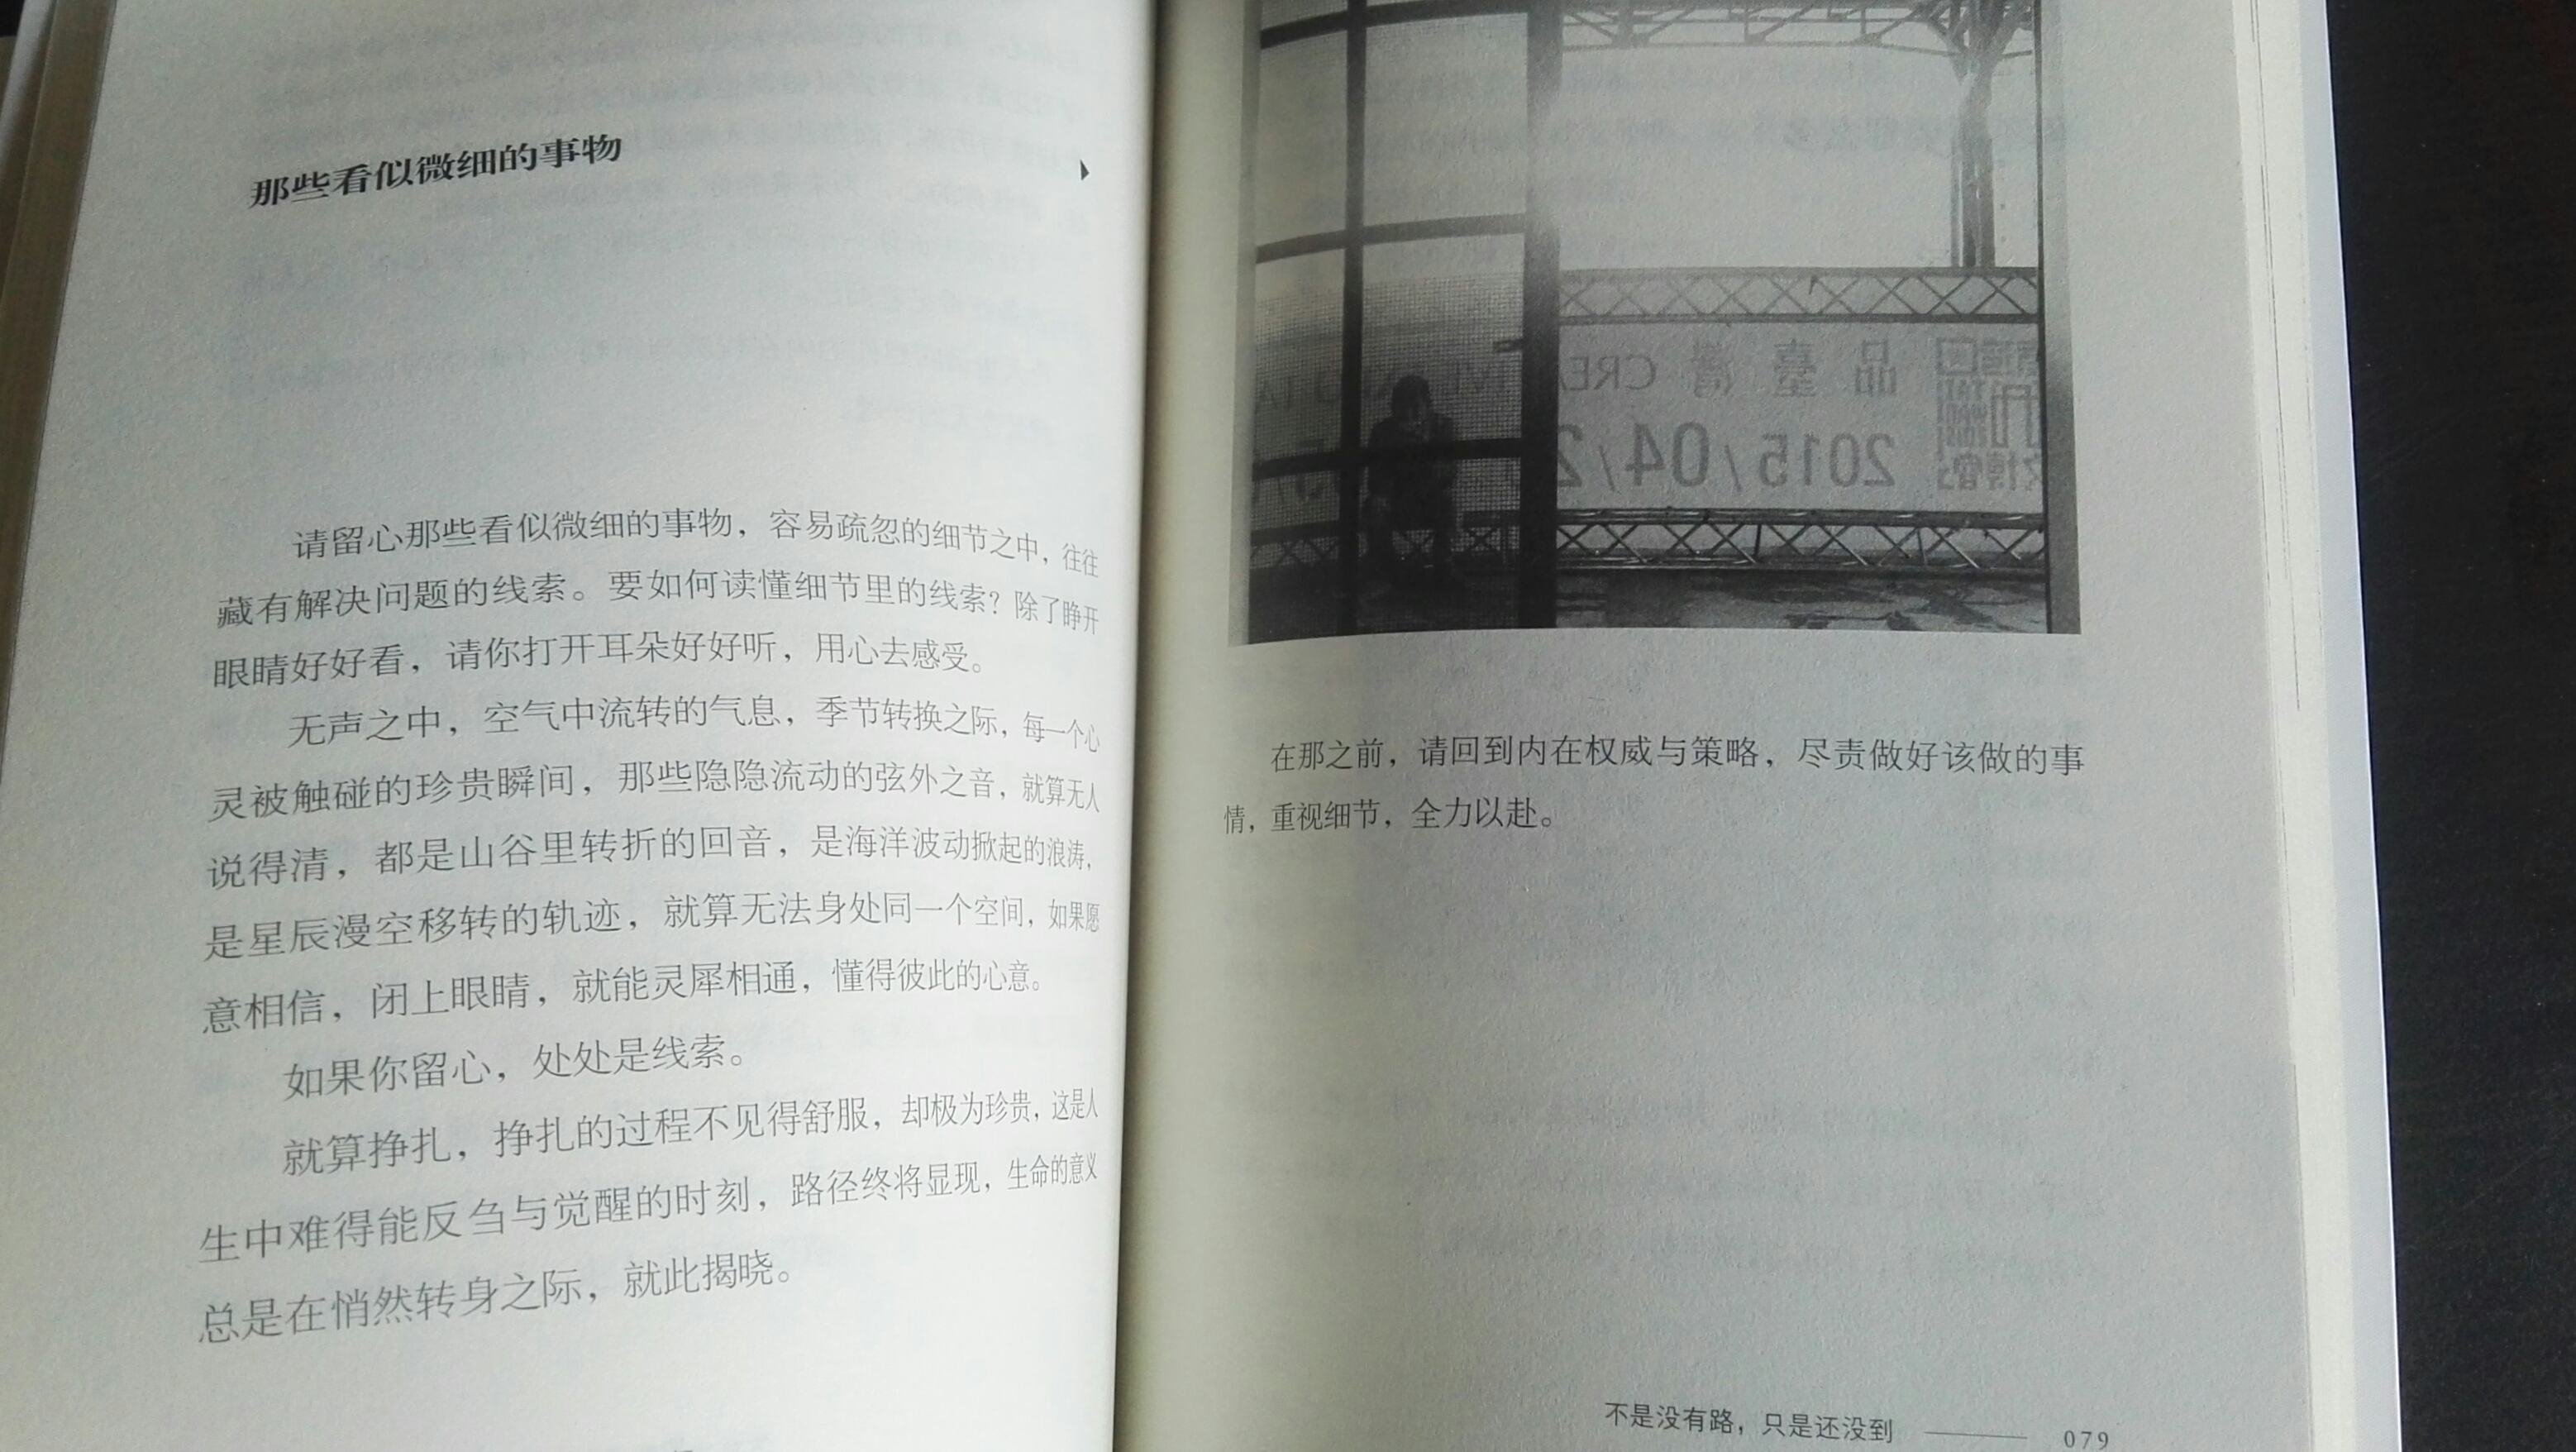 那些看似微细的事物
请留心那些看似微细的事物，容易疏忽的细节之中，往往
藏有解决问题的线索。要如何读懂细节里的线索？除了睁开
眼睛好好看，请你打开耳朵好好听，用心去感受。
无声之中，空气中流转的气息，季节转换之际，每一个心
灵被触碰的珍贵瞬间，那些隐隐流动的弦外之音，就算无人
说得清，都是山谷里转折的回音，是海洋波动掀起的浪涛，
是星辰漫空移转的轨迹，就算无法身处同一个空间，如果愿
意相信，闭上眼睛，就能灵犀相通，懂得彼此的心意。
如果你留心，处处是线索。
就算挣扎，挣扎的过程不见得舒服，却极为珍贵，这是人
生中难得能反刍与觉醒的时刻，路径终将显现，生命的意义
总是在悄然转身之际，就此揭晓。
品臺灣 CREA
2015/04/2
在那之前，请回到内在权威与策略，尽责做好该做的事
情，重视细节，全力以赴。
不是没有路，只是还没到 079